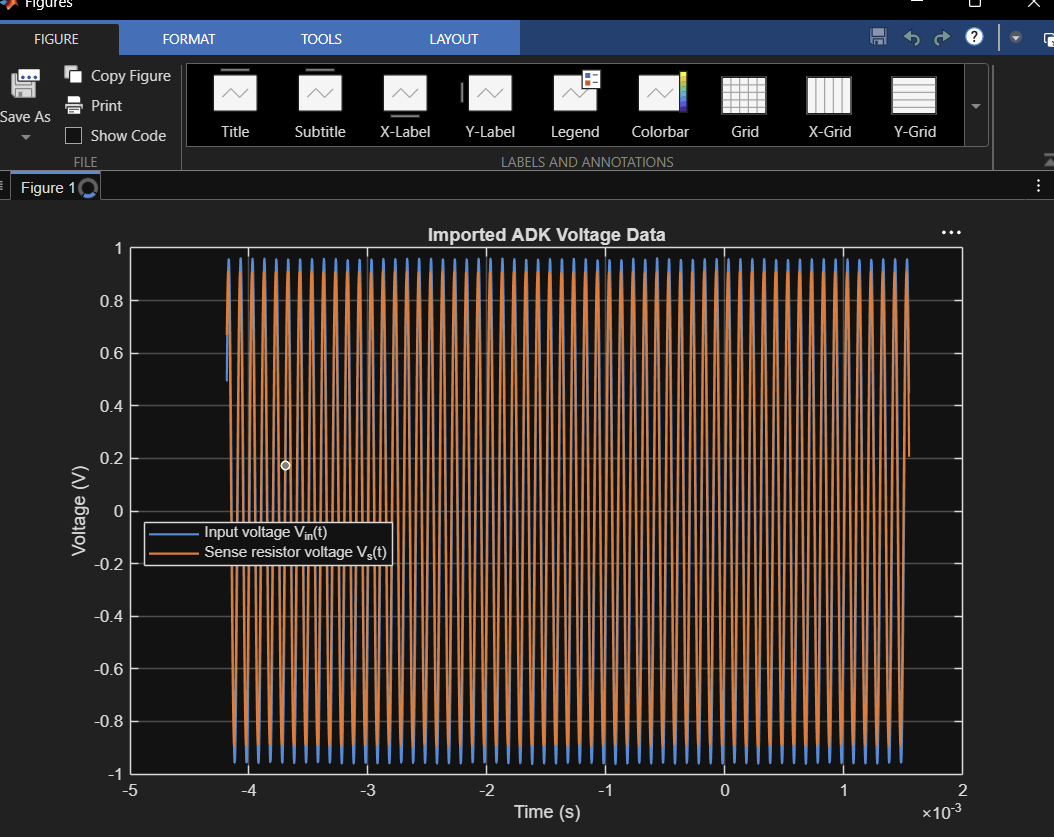 Figures
FIGURE FORMAT TOOLS LAYOUT
Save As
Copy Figure
Print
Show Code
FILE
Title Subtitle X-Label Y-Label Legend Colorbar Grid X-Grid Y-Grid
LABELS AND ANNOTATIONS
Figure 1
Imported ADK Voltage Data
1
0.8
0.6
0.4
0.2
0
-0.2
-0.4
-0.6
-0.8
-1
Voltage (V)
Input voltage Vin(t)
Sense resistor voltage Vs(t)
-5 -4 -3 -2 -1 0 1 2
Time (s)
×10-3